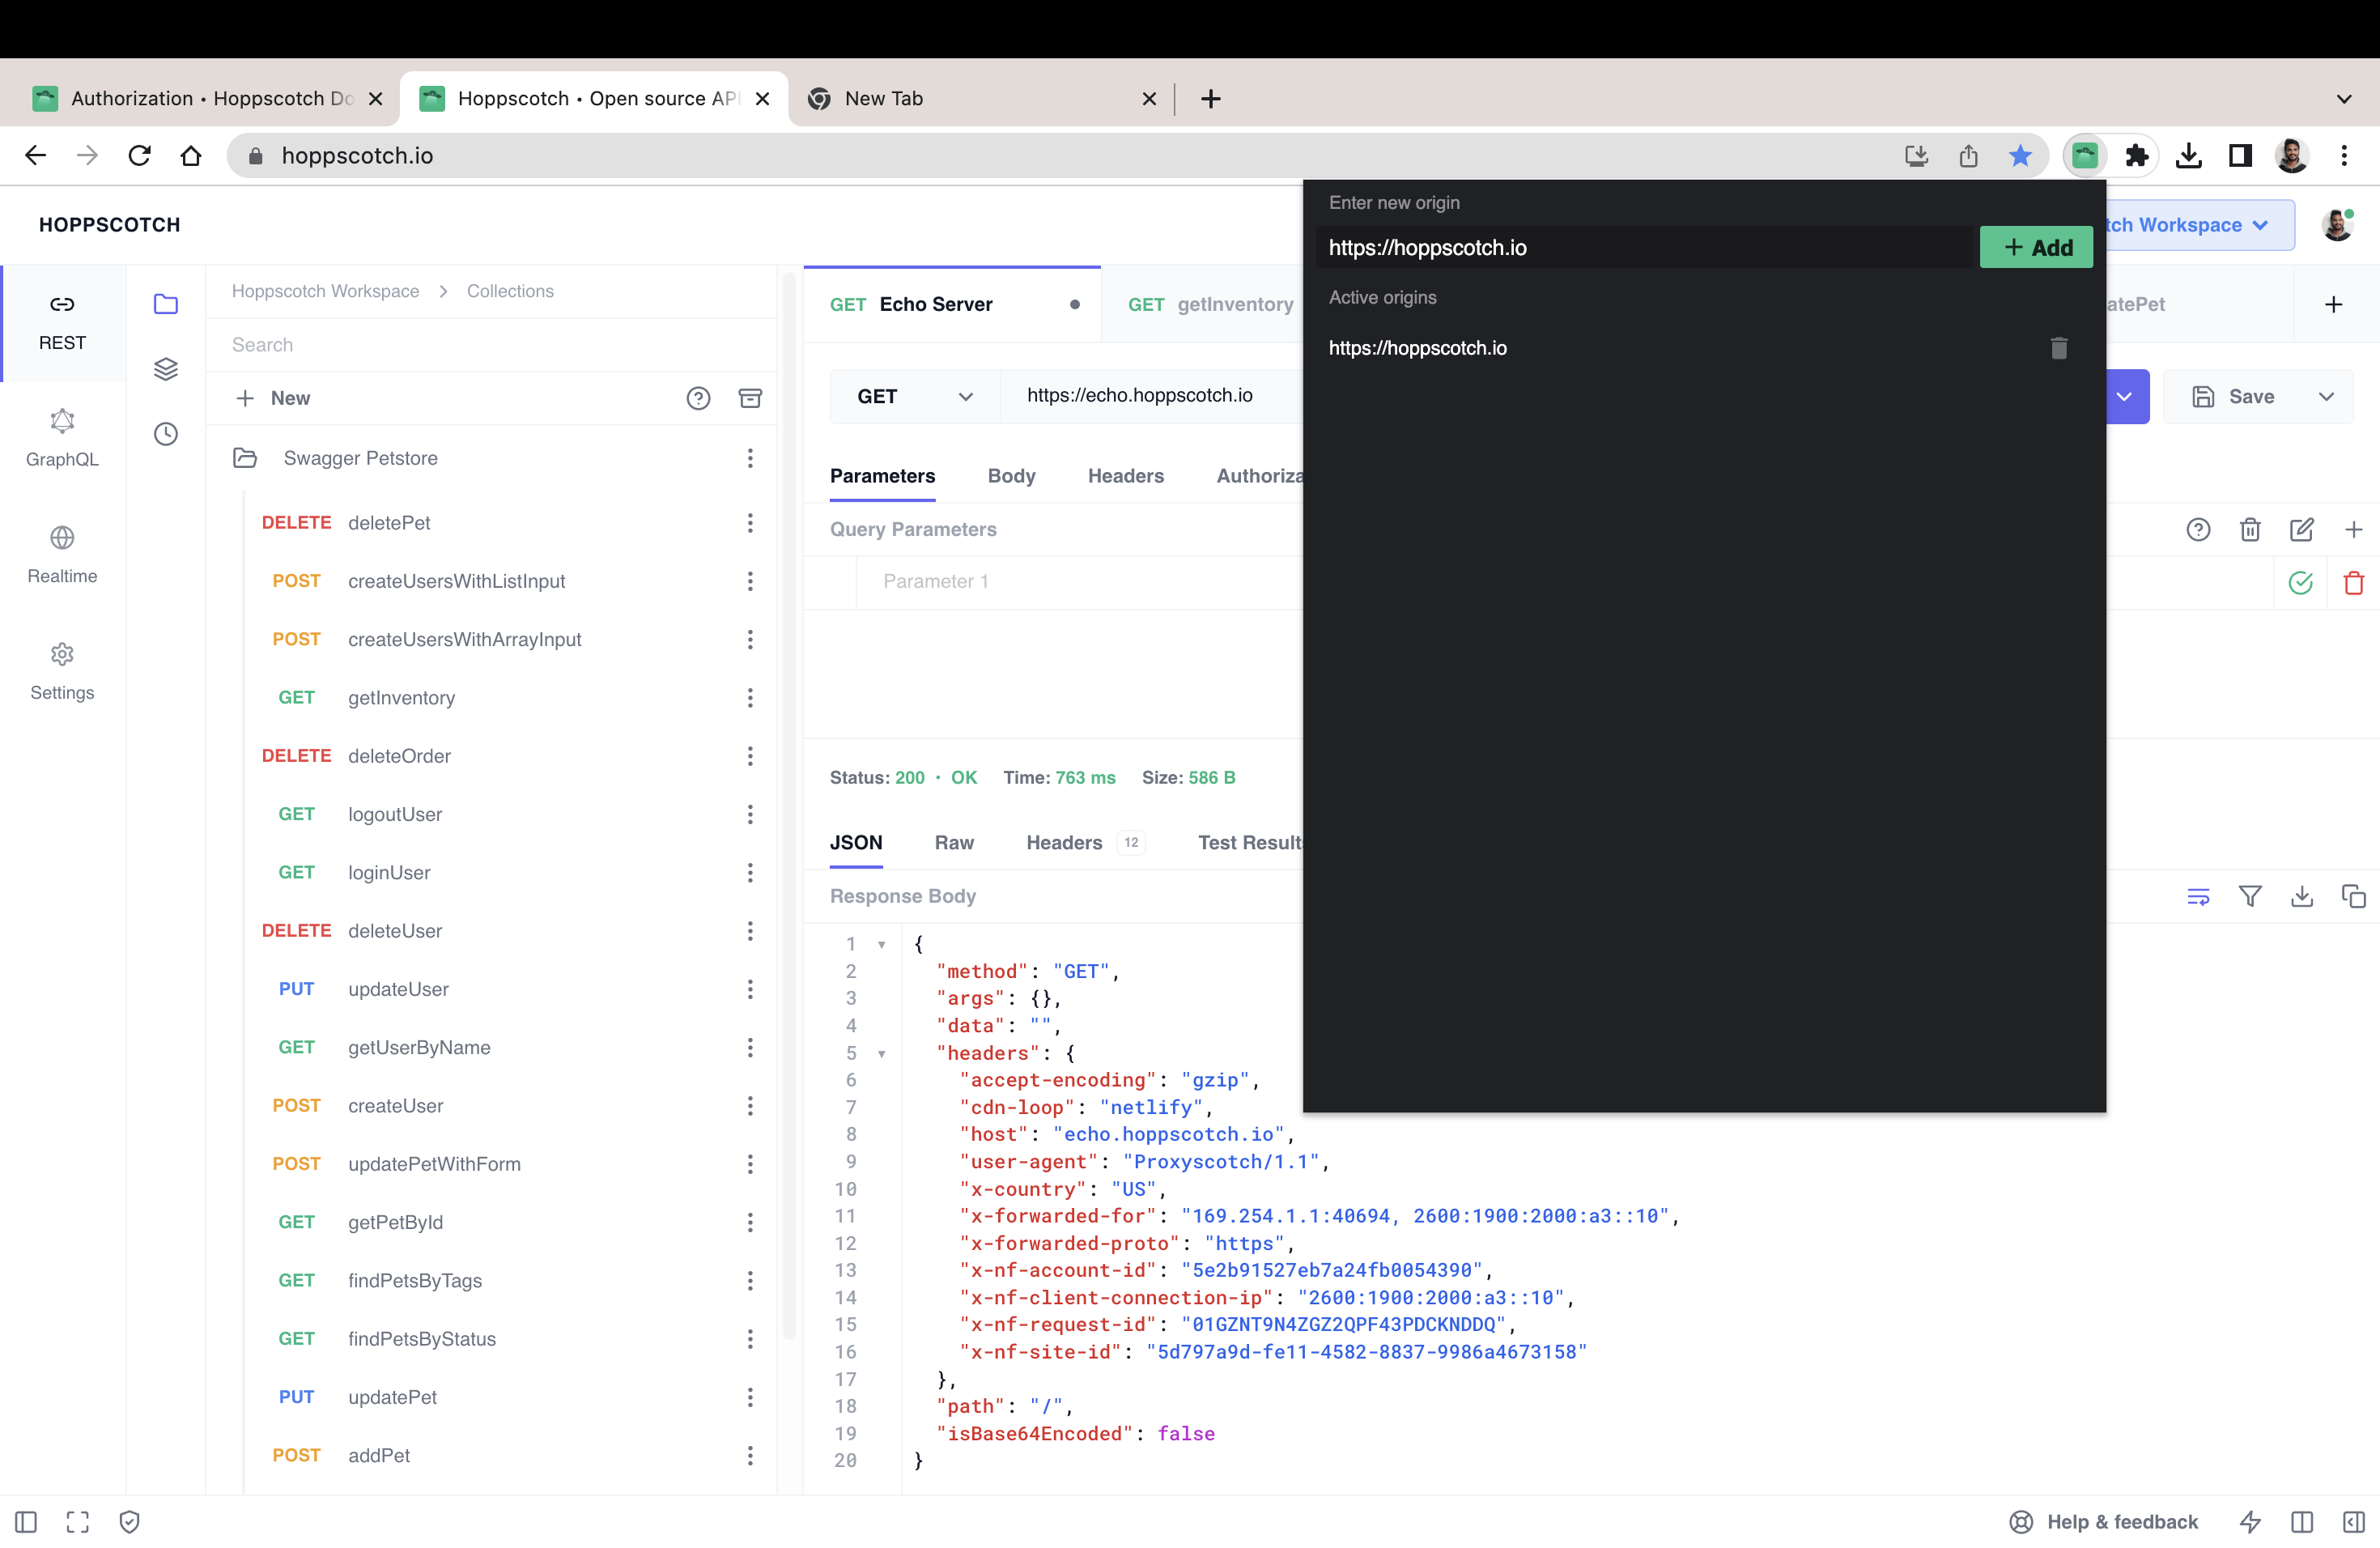 Authorization • Hoppscotch Do
Hoppscotch • Open source API
New Tab
hoppscotch.io
HOPPSCOTCH
tch Workspace
Enter new origin
https://hoppscotch.io
+ Add
Active origins
https://hoppscotch.io
REST
GraphQL
Realtime
Settings
Hoppscotch Workspace > Collections
Search
+ New
Swagger Petstore
DELETE deletePet
POST createUsersWithListInput
POST createUsersWithArrayInput
GET getInventory
DELETE deleteOrder
GET logoutUser
GET loginUser
DELETE deleteUser
PUT updateUser
GET getUserByName
POST createUser
POST updatePetWithForm
GET getPetById
GET findPetsByTags
GET findPetsByStatus
PUT updatePet
POST addPet
GET Echo Server
GET getInventory
atePet
GET
https://echo.hoppscotch.io
Save
Parameters Body Headers Authoriza
Query Parameters
Parameter 1
Status: 200 • OK Time: 763 ms Size: 586 B
JSON Raw Headers 12 Test Results
Response Body
1 {
2 "method": "GET",
3 "args": {},
4 "data": "",
5 "headers": {
6 "accept-encoding": "gzip",
7 "cdn-loop": "netlify",
8 "host": "echo.hoppscotch.io",
9 "user-agent": "Proxyscotch/1.1",
10 "x-country": "US",
11 "x-forwarded-for": "169.254.1.1:40694, 2600:1900:2000:a3::10",
12 "x-forwarded-proto": "https",
13 "x-nf-account-id": "5e2b91527eb7a24fb0054390",
14 "x-nf-client-connection-ip": "2600:1900:2000:a3::10",
15 "x-nf-request-id": "01GZNT9N4ZGZ2QPF43PDCKNDDQ",
16 "x-nf-site-id": "5d797a9d-fe11-4582-8837-9986a4673158"
17 },
18 "path": "/",
19 "isBase64Encoded": false
20 }
Help & feedback